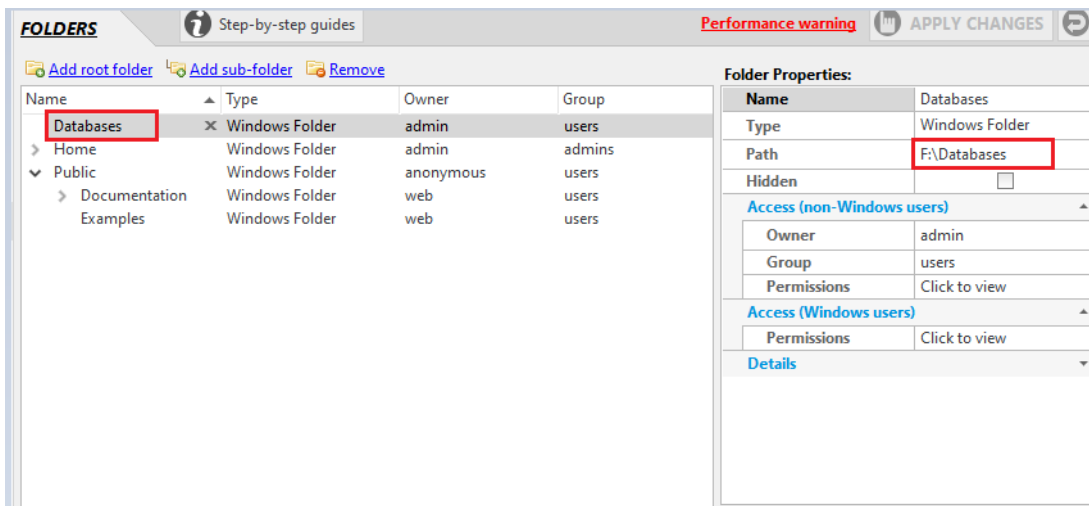 FOLDERS Step-by-step guides Performance warning APPLY CHANGES
Add root folder Add sub-folder Remove
Name Type Owner Group
Databases Windows Folder admin users
Home Windows Folder admin admins
Public Windows Folder anonymous users
Documentation Windows Folder web users
Examples Windows Folder web users
Folder Properties:
Name Databases
Type Windows Folder
Path F:\Databases
Hidden
Access (non-Windows users)
Owner admin
Group users
Permissions Click to view
Access (Windows users)
Permissions Click to view
Details